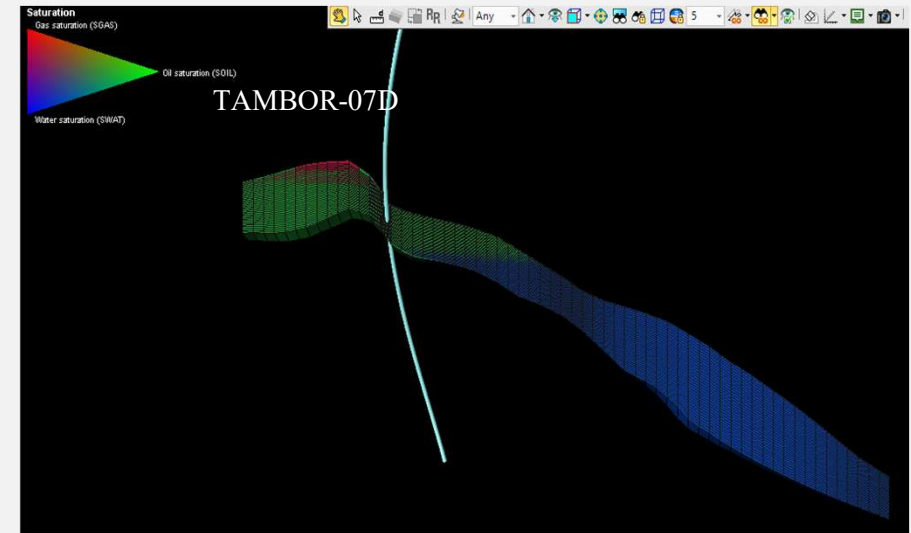 Saturation
Gas saturation (SGAS)
Oil saturation (SOIL)
Water saturation (SWAT)
TAMBOR-07D
Any
5